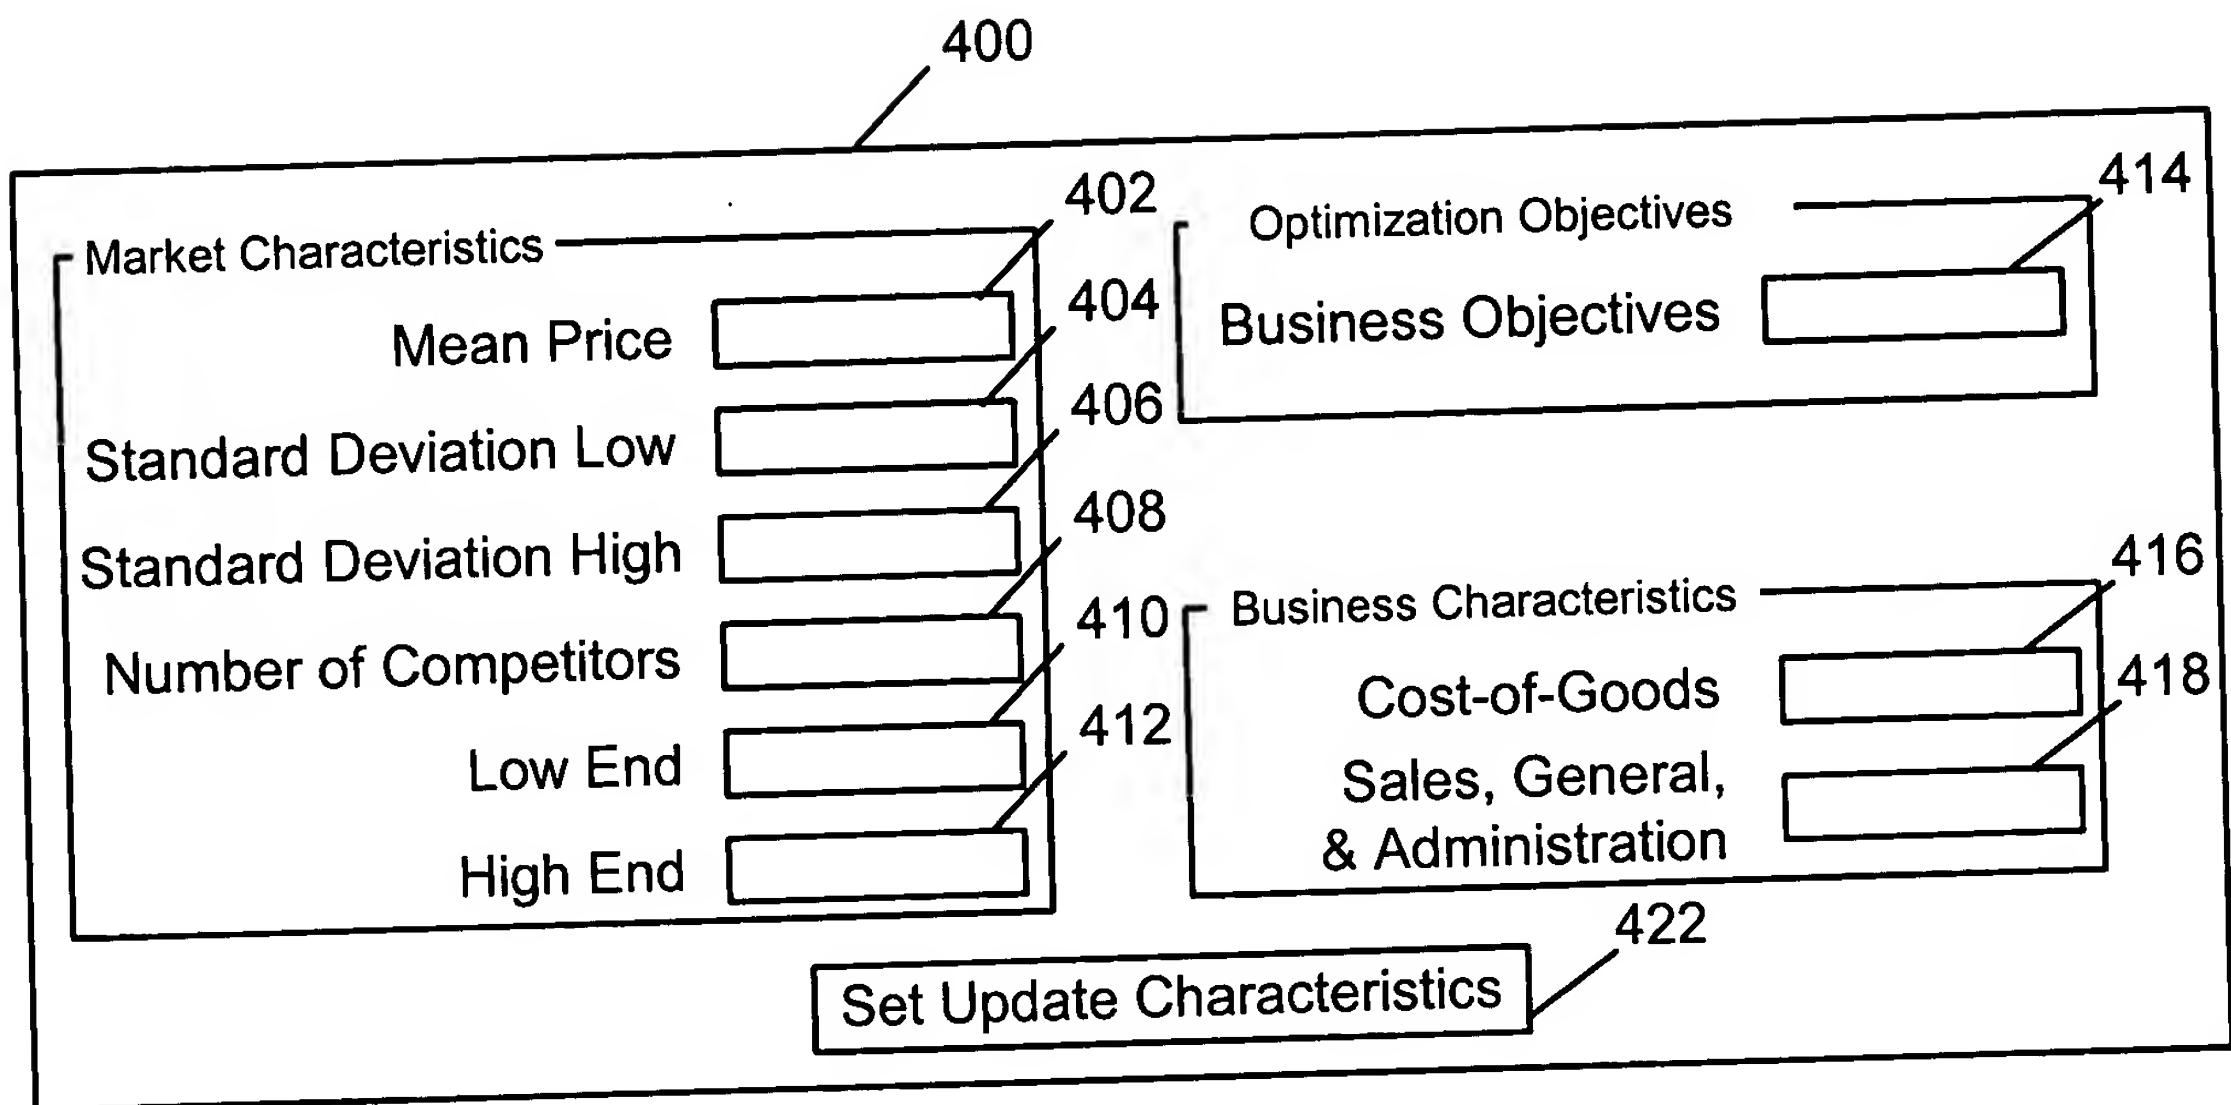 400
Market Characteristics
402
Mean Price
404
Standard Deviation Low
406
Standard Deviation High
408
Number of Competitors
410
Low End
412
High End
Optimization Objectives
414
Business Objectives
Business Characteristics
416
Cost-of-Goods
418
Sales, General,
& Administration
Set Update Characteristics
422